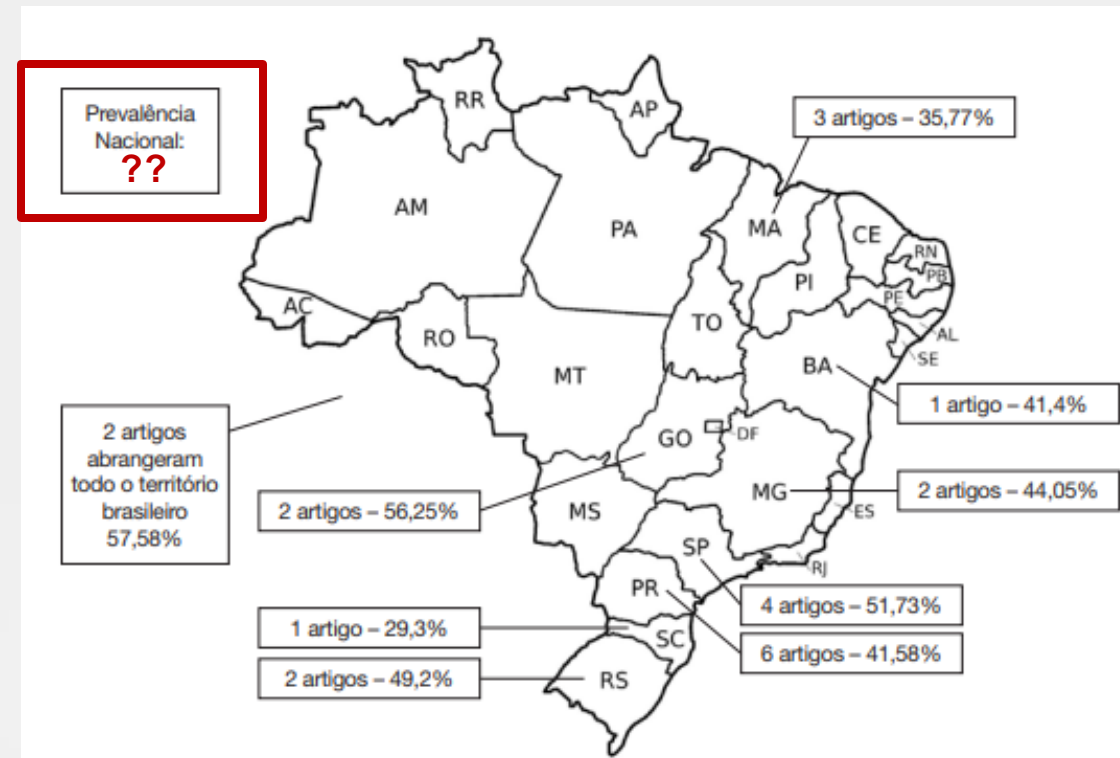 Prevalência
Nacional:
??
RR
AP
3 artigos – 35,77%
AM
PA
MA
CE
RN
PB
PI
PE
AC
TO
AL
RO
SE
BA
MT
1 artigo – 41,4%
2 artigos
abrangeram
todo o território
brasileiro
57,58%
GO
DF
MG
2 artigos – 44,05%
2 artigos – 56,25%
MS
ES
SP
RJ
PR
4 artigos – 51,73%
1 artigo – 29,3%
SC
6 artigos – 41,58%
2 artigos – 49,2%
RS